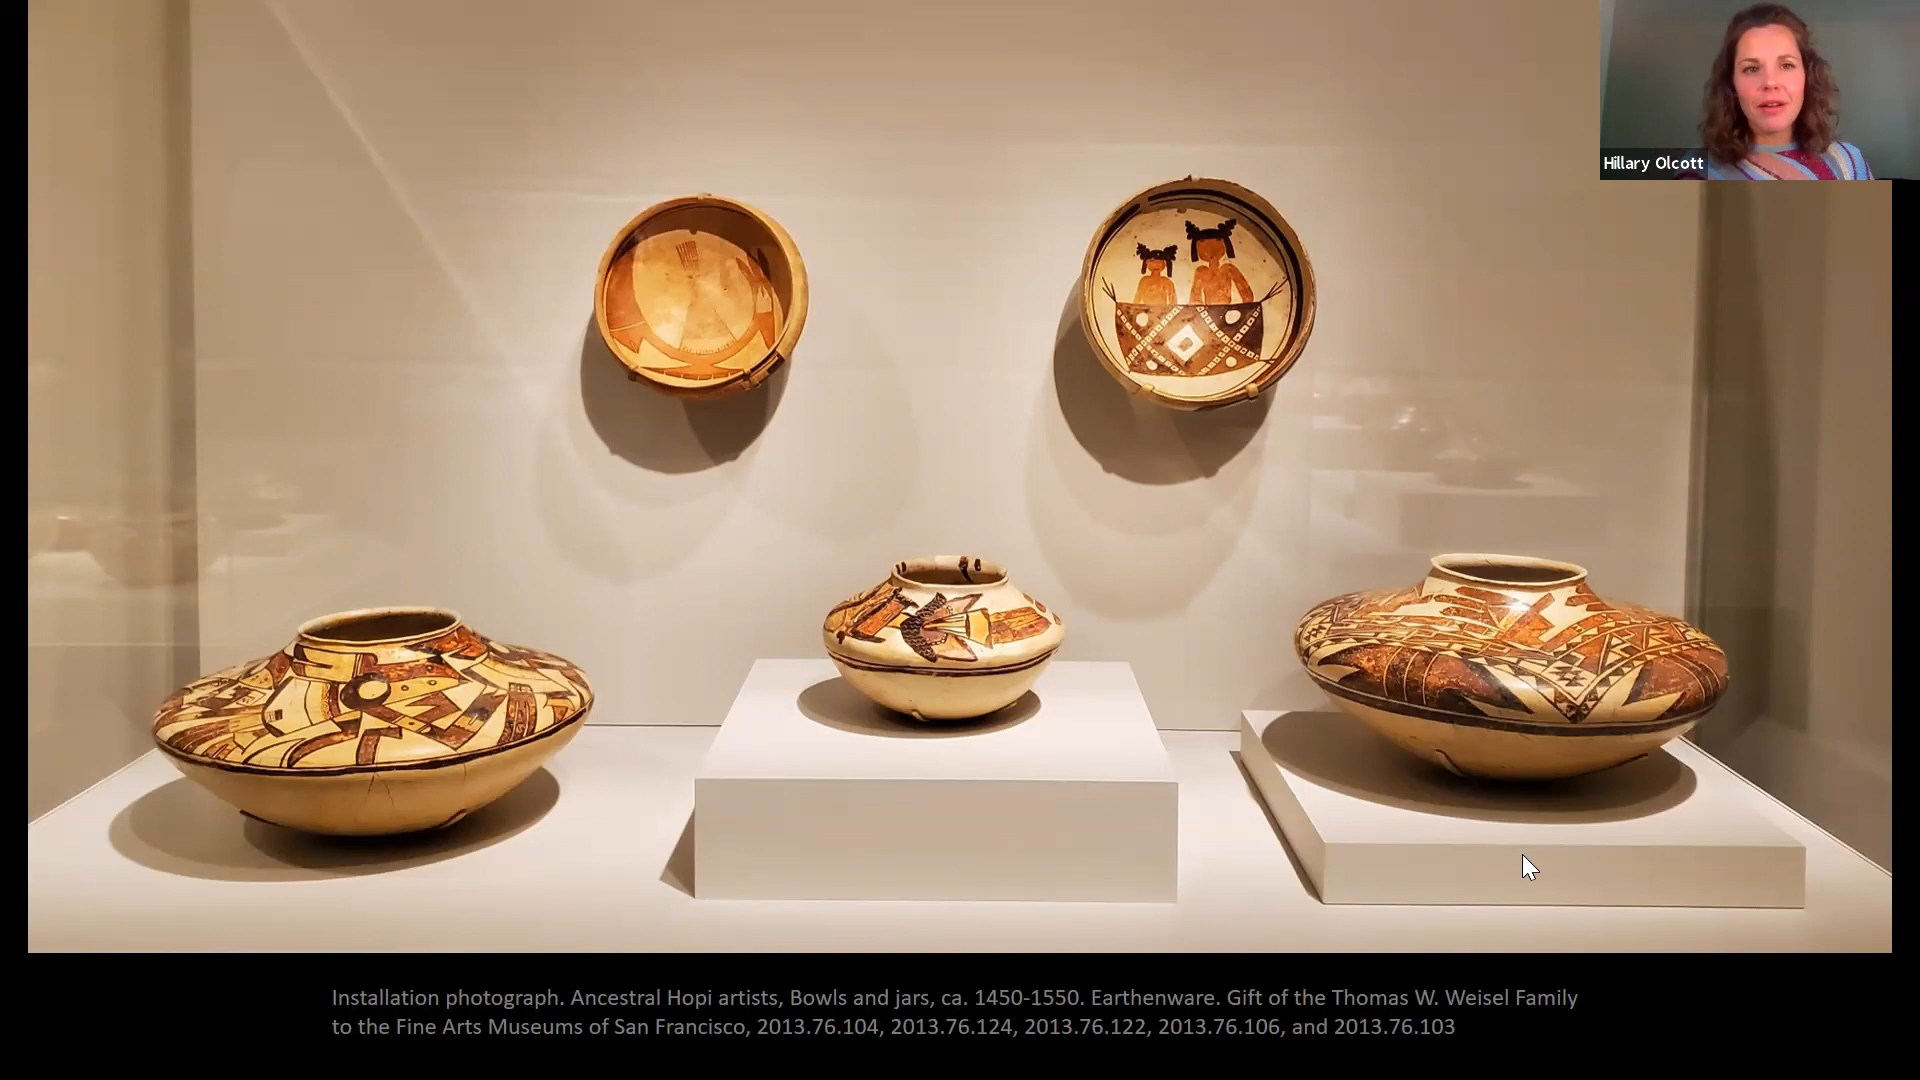 Hillary Olcott
Installation photograph. Ancestral Hopi artists, Bowls and jars, ca. 1450-1550. Earthenware. Gift of the Thomas W. Weisel Family
to the Fine Arts Museums of San Francisco, 2013.76.104, 2013.76.124, 2013.76.122, 2013.76.106, and 2013.76.103